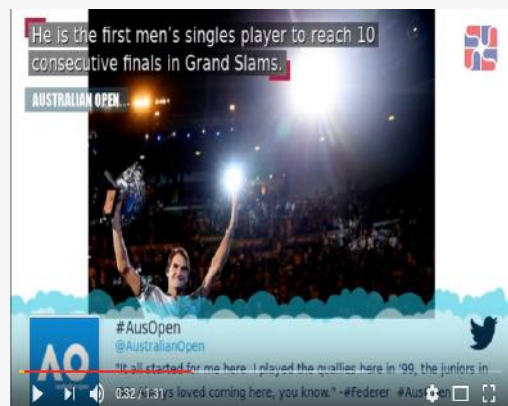 He is the first men's singles player to reach 10
consecutive finals in Grand Slams.
AUSTRALIAN OPEN...
#AusOpen
@AustralianOpen
AO
"It all started for me here. I played the quallies here in '99, the juniors in
always loved coming here, you know." -#Federer #AusOpen
0:32 / 1:31